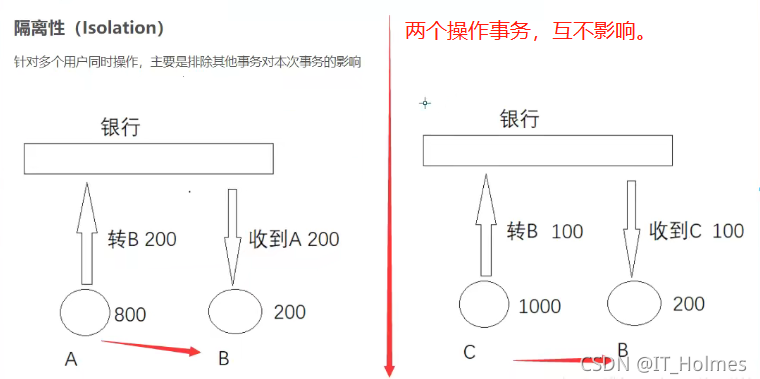 隔离性（Isolation）
针对多个用户同时操作，主要是排除其他事务对本次事务的影响
银行
转B 200
收到A 200
800
200
A
B
两个操作事务，互不影响。
银行
转B 100
收到C 100
1000
200
C
B
CSDN @IT_Holmes